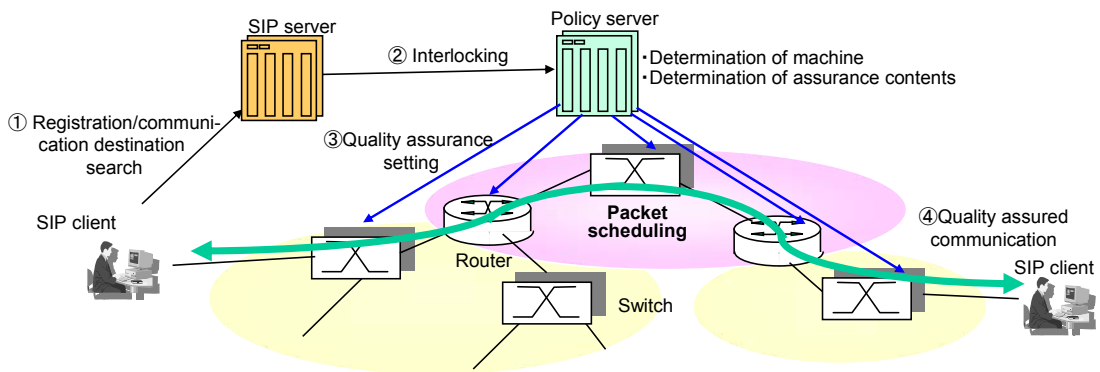 SIP server
Policy server
② Interlocking
・Determination of machine
・Determination of assurance contents
① Registration/communi-
cation destination
search
③Quality assurance
setting
SIP client
Packet
scheduling
④Quality assured
communication
Router
SIP client
Switch